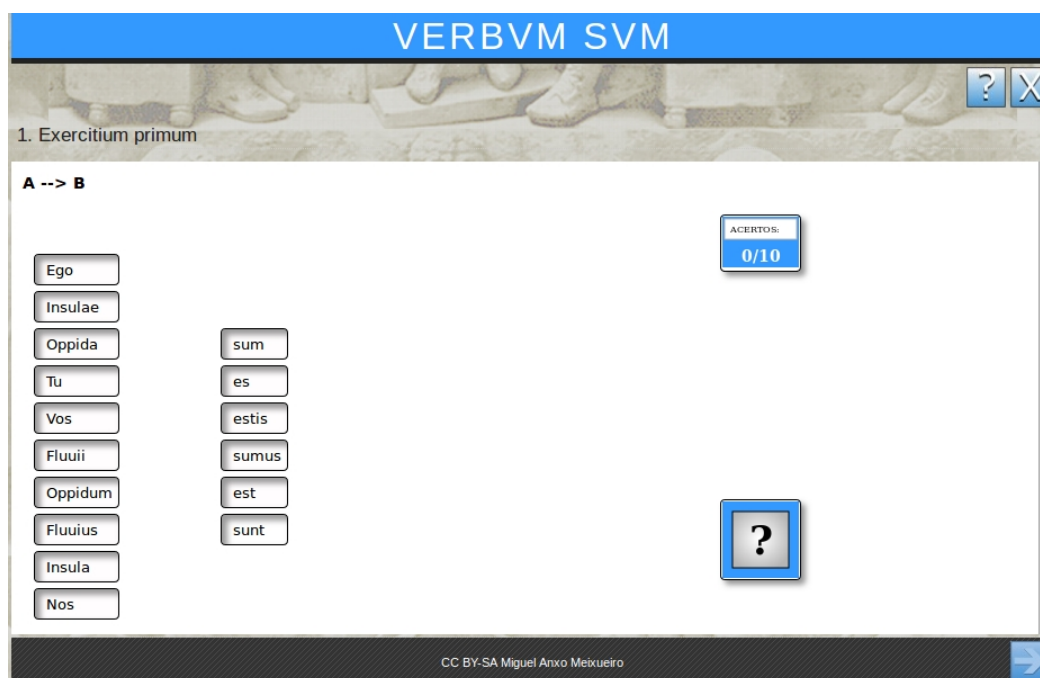 VERBVM SVM
? X
1. Exercitium primum
A --> B
ACERTOS:
0/10
Ego
Insulae
Oppida
Tu
Vos
Fluuii
Oppidum
Fluuius
Insula
Nos
sum
es
estis
sumus
est
sunt
?
CC BY-SA Miguel Anxo Meixueiro